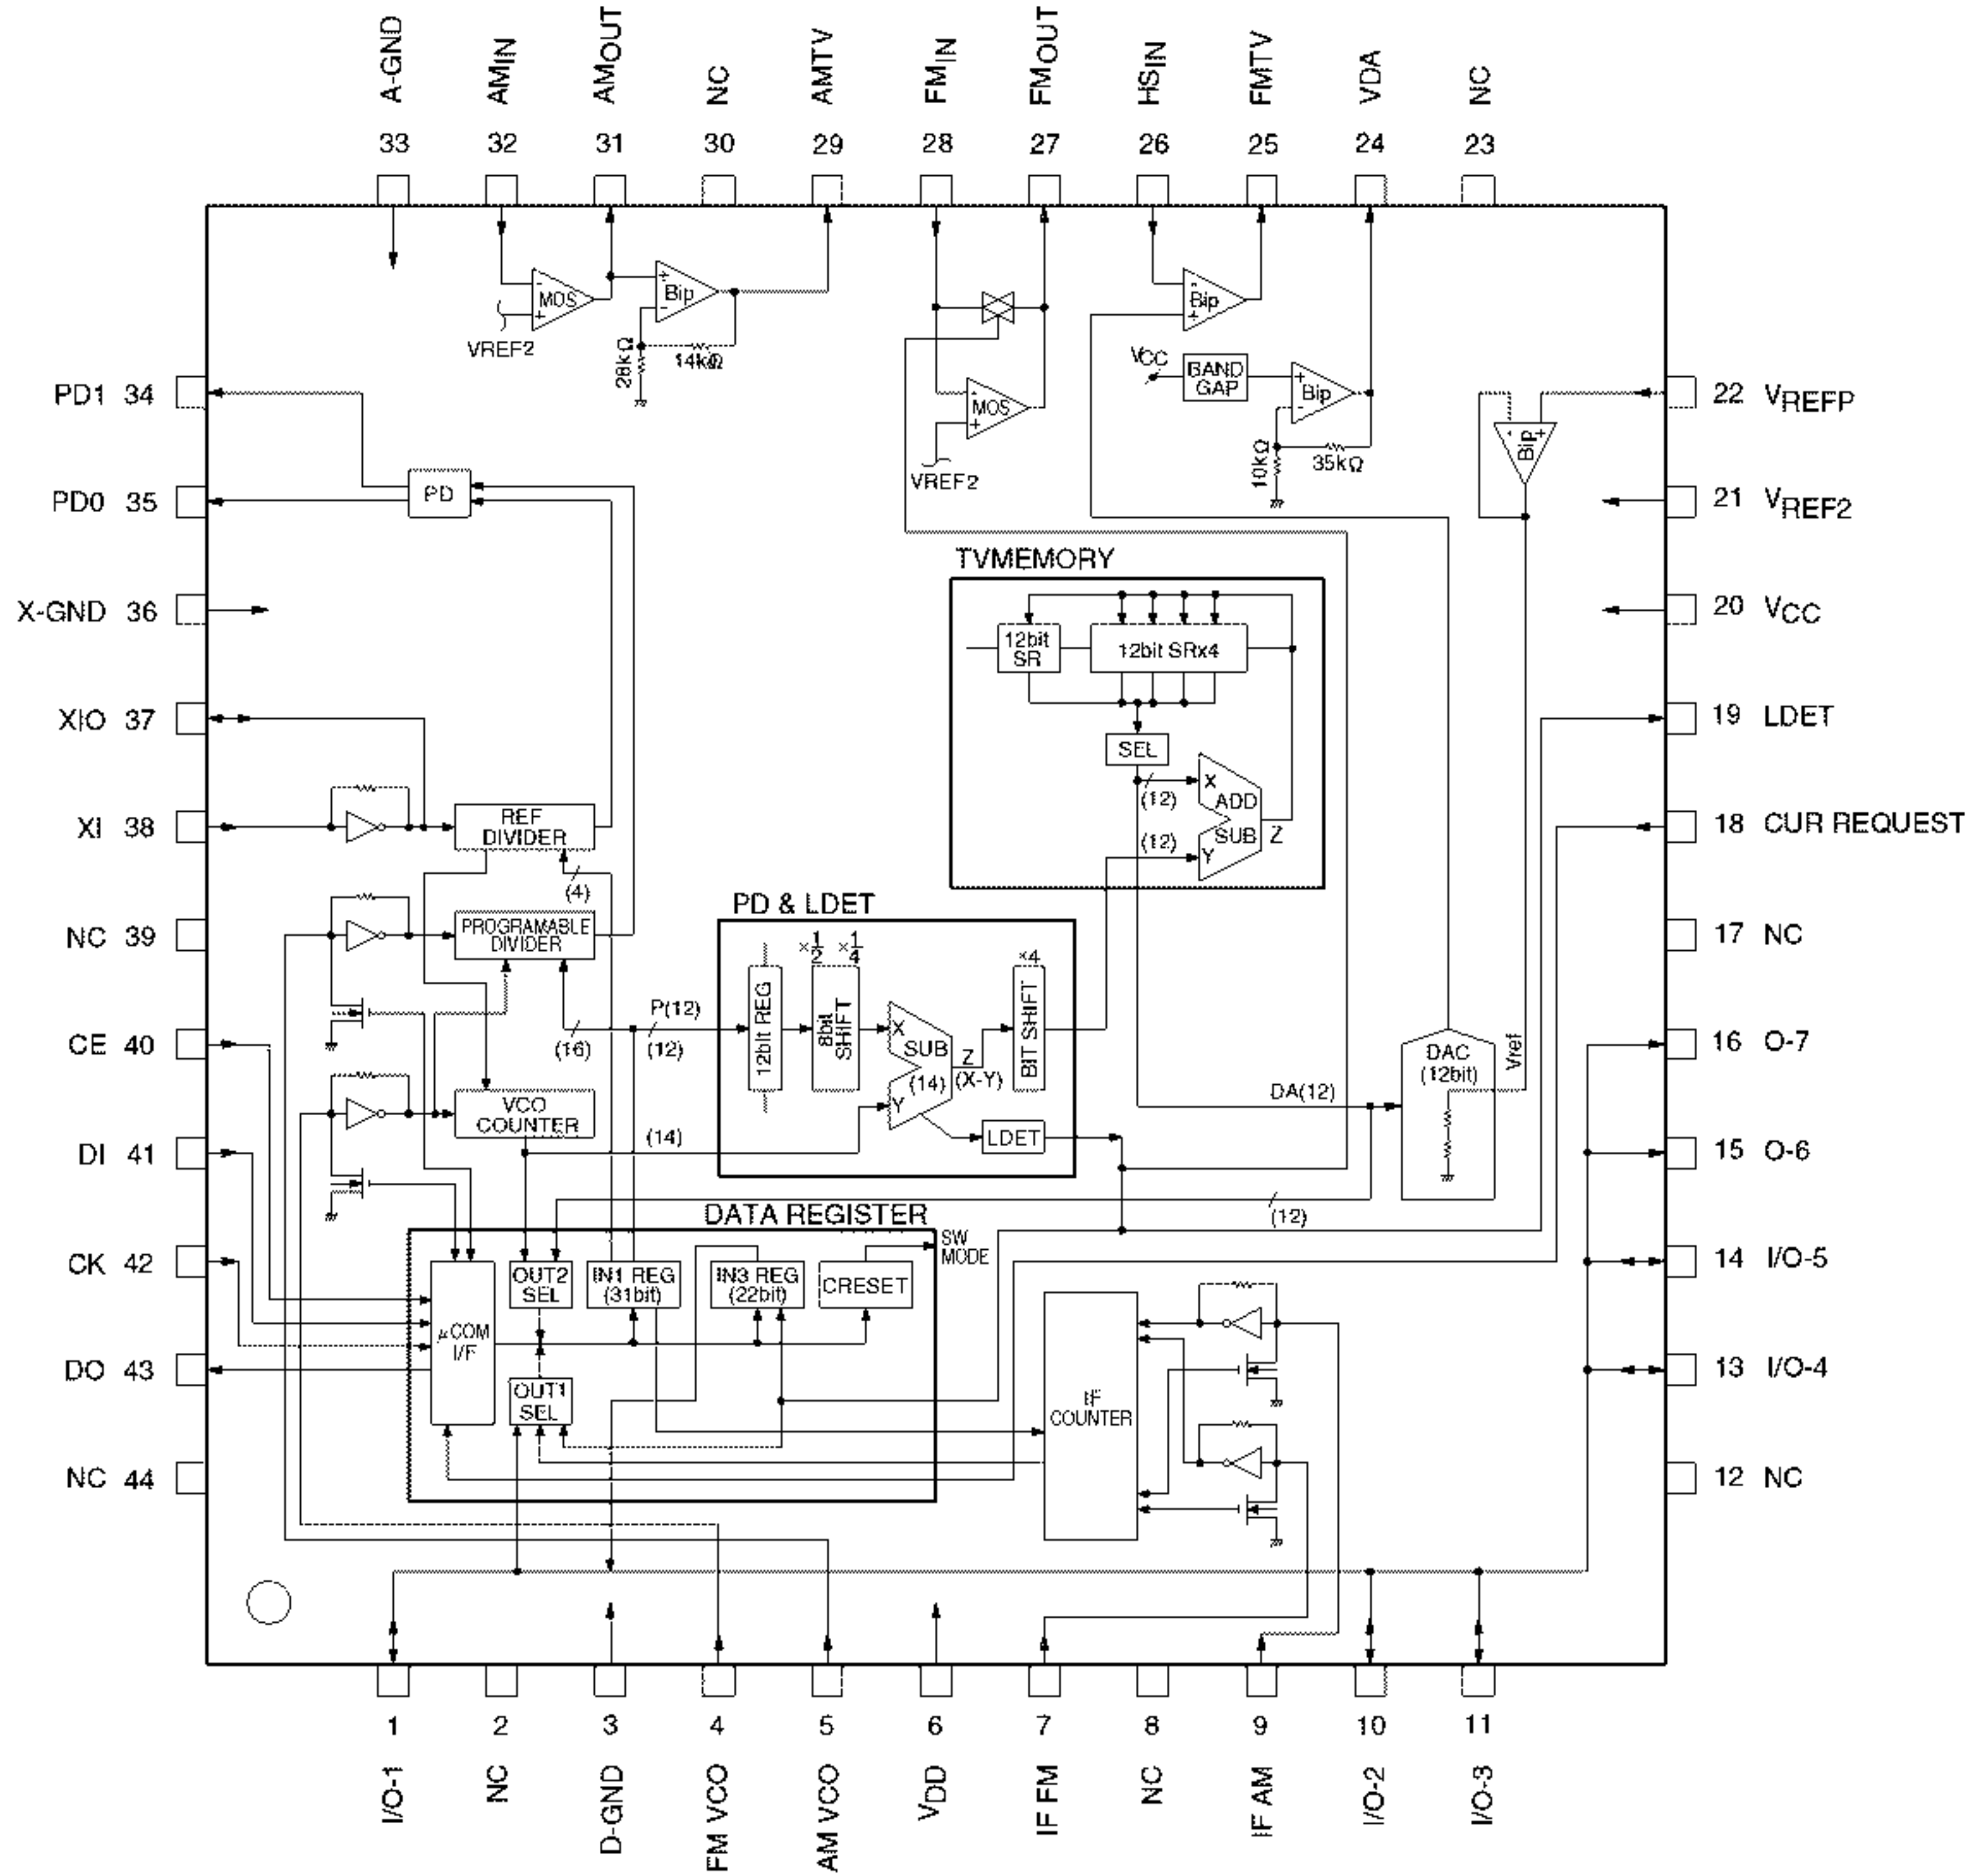 A-GND
AMIN
AMOUT
NC
AMTV
FMIN
FMOUT
HSIN
FMTV
VDA
NC
33 32 31 30 29 28 27 26 25 24 23
- MOS +
VREF2
+ Bip -
28kΩ
14kΩ
- MOS +
VREF2
- Bip +
VCC
BAND
GAP
+ Bip -
10kΩ
35kΩ
- Bip +
PD1 34
PD0 35
X-GND 36
XIO 37
XI 38
NC 39
CE 40
DI 41
CK 42
DO 43
NC 44
22 VREFP
21 VREF2
20 VCC
19 LDET
18 CUR REQUEST
17 NC
16 O-7
15 O-6
14 I/O-5
13 I/O-4
12 NC
PD
TVMEMORY
12bit
SR
12bit SRx4
SEL
(12)
X
ADD
SUB
Z
(12)
Y
REF
DIVIDER
(4)
PROGRAMABLE
DIVIDER
PD & LDET
×1/2 ×1/4
×4
P(12)
(16)
(12)
12bit REG
8bit
SHIFT
X
SUB
(14)
Y
Z
(X-Y)
BIT SHIFT
LDET
VCO
COUNTER
(14)
DA(12)
DAC
(12bit)
Vref
(12)
DATA REGISTER
SW
MODE
μCOM
I/F
OUT2
SEL
IN1 REG
(31bit)
IN3 REG
(22bit)
CRESET
OUT1
SEL
IF
COUNTER
1 2 3 4 5 6 7 8 9 10 11
I/O-1
NC
D-GND
FM VCO
AM VCO
VDD
IF FM
NC
IF AM
I/O-2
I/O-3